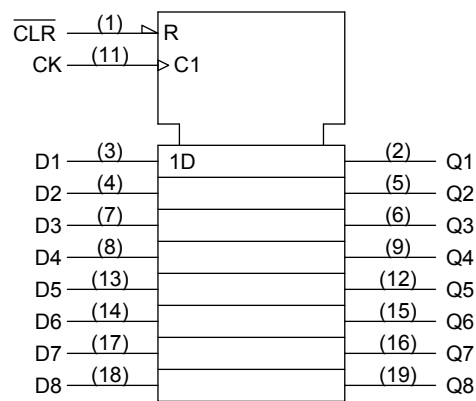 CLR (1) R
CK (11) C1
D1 (3) 1D (2) Q1
D2 (4) (5) Q2
D3 (7) (6) Q3
D4 (8) (9) Q4
D5 (13) (12) Q5
D6 (14) (15) Q6
D7 (17) (16) Q7
D8 (18) (19) Q8